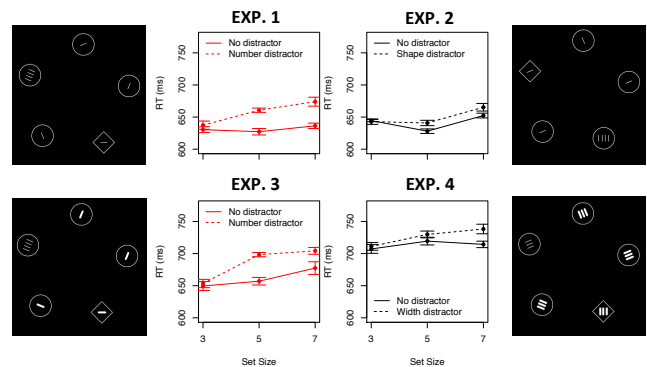 EXP. 1
EXP. 2
No distractor
Number distractor
No distractor
Shape distractor
RT (ms)
750
700
650
600
RT (ms)
750
700
650
600
EXP. 3
EXP. 4
No distractor
Number distractor
No distractor
Width distractor
RT (ms)
750
700
650
600
RT (ms)
750
700
650
600
3
5
7
3
5
7
Set Size
Set Size